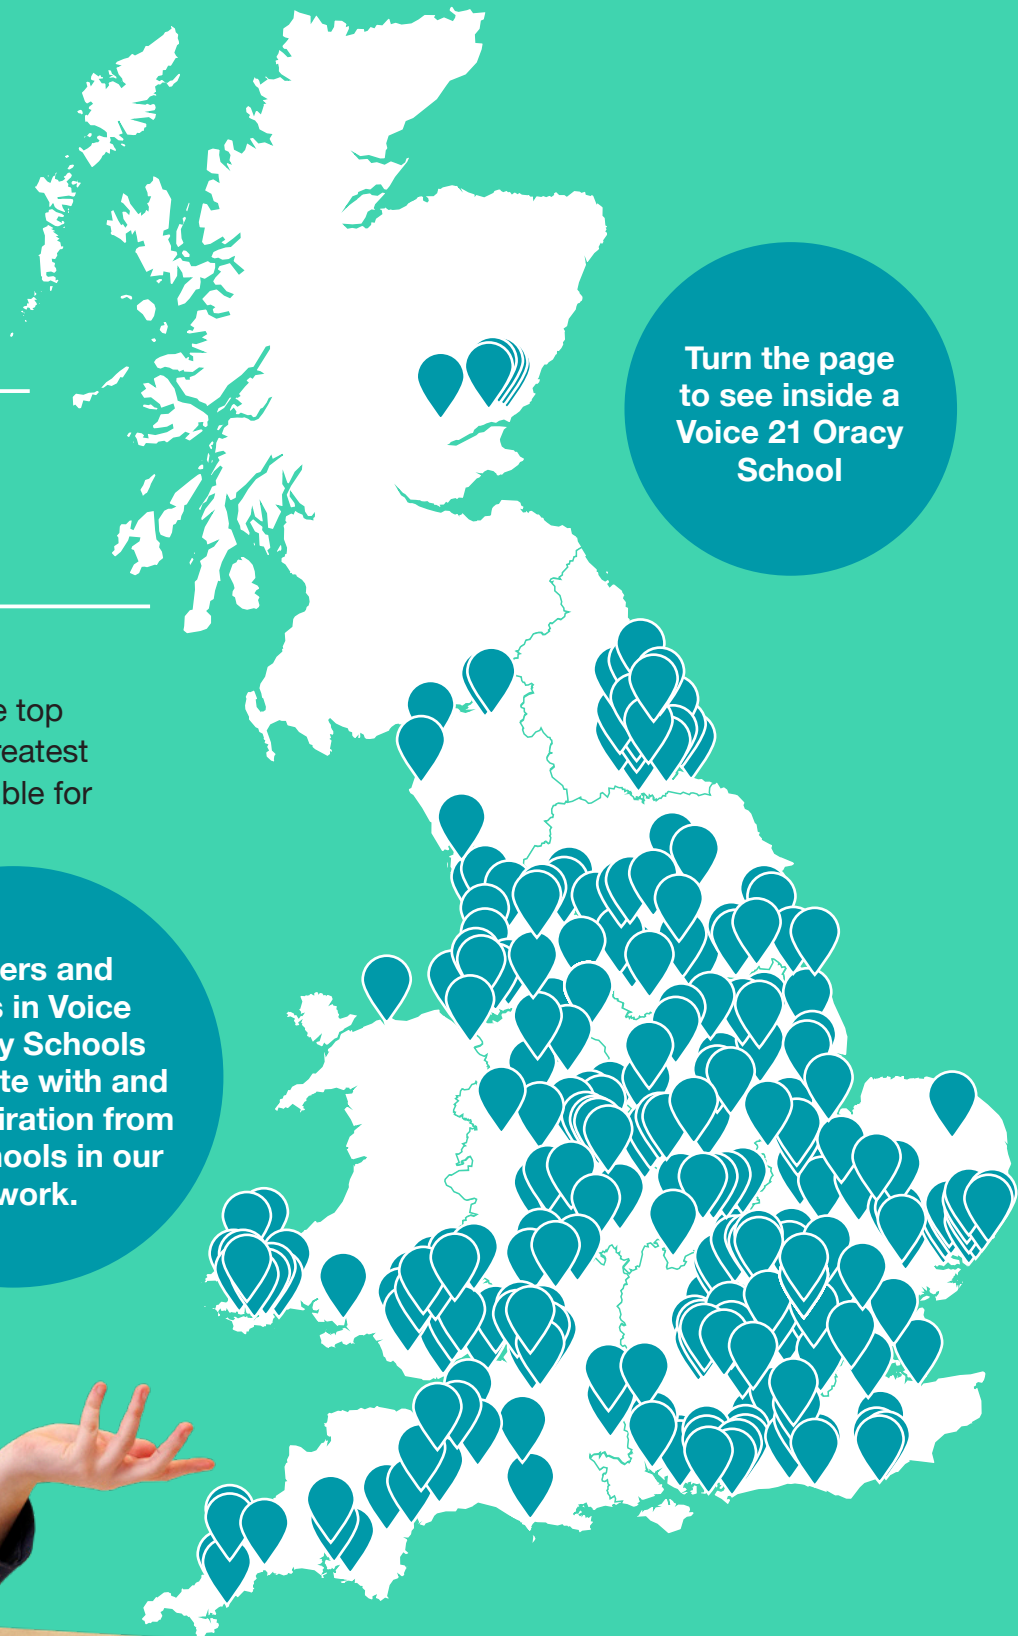 Turn the page
to see inside a
Voice 21 Oracy
School
e top
reatest
ble for
ers and
s in Voice
y Schools
te with and
iration from
hools in our
work.